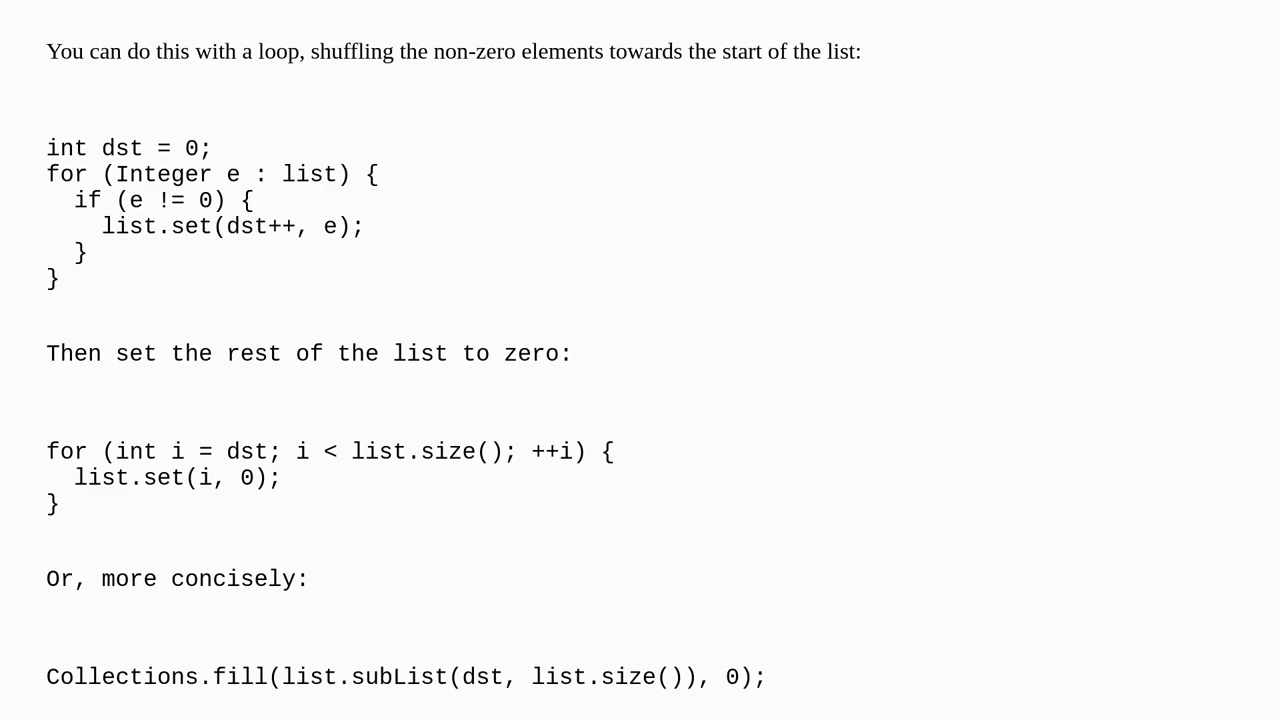 You can do this with a loop, shuffling the non-zero elements towards the start of the list:
int dst = 0;
for (Integer e : list) {
  if (e != 0) {
    list.set(dst++, e);
  }
}
Then set the rest of the list to zero:
for (int i = dst; i < list.size(); ++i) {
  list.set(i, 0);
}
Or, more concisely:
Collections.fill(list.subList(dst, list.size()), 0);